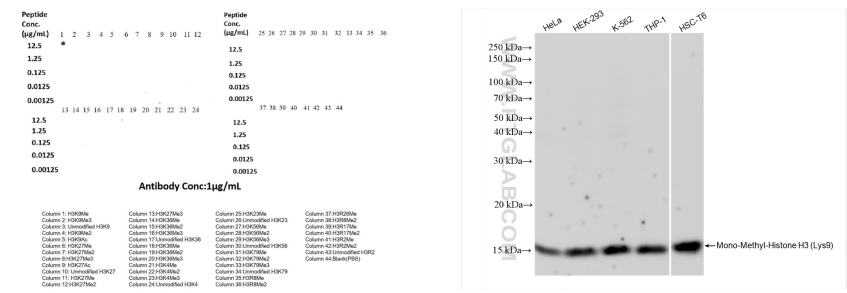 Peptide
Conc.
(µg/mL) 1 2 3 4 5 6 7 8 9 10 11 12
12.5
1.25
0.125
0.0125
0.00125
13 14 15 16 17 18 19 20 21 22 23 24
12.5
1.25
0.125
0.0125
0.00125
Peptide
Conc.
(µg/mL) 25 26 27 28 29 30 31 32 33 34 35 36
12.5
1.25
0.125
0.0125
0.00125
37 38 39 40 41 42 43 44
12.5
1.25
0.125
0.0125
0.00125
Antibody Conc:1µg/mL
Column 1: H3K9Me
Column 2: H3K9Me3
Column 3: Unmodified H3K9
Column 4: H3K9Me2
Column 5: H3K9Ac
Column 6: H3K27Me
Column 7: H3K27Me2
Column 8:H3K27Me3
Column 9: H3K27Ac
Column 10: Unmodified H3K27
Column 11: H3K27Me
Column 12:H3K27Me2
Column 13:H3K27Me3
Column 14:H3K36Me
Column 15:H3K36Me2
Column 16:H3K36Me3
Column 17:Unmodified H3K36
Column 18:H3K36Me
Column 19:H3K36Me2
Column 20:H3K36Me3
Column 21:H3K4Me
Column 22:H3K4Me2
Column 23:H3K4Me3
Column 24:Unmodified H3K4
Column 25:H3K23Me
Column 26:Unmodified H3K23
Column 27:H3K56Me
Column 28:H3K56Me2
Column 29:H3K56Me3
Column 30:Unmodified H3K56
Column 31:H3K79Me
Column 32:H3K79Me2
Column 33:H3K79Me3
Column 34:Unmodified H3K79
Column 35:H3R8Me
Column 36:H3R8Me2
Column 37:H3R26Me
Column 38:H3R8Me2
Column 39:H3R17Me
Column 40:H3R17Me2
Column 41:H3R2Me
Column 42:H3R2Me2
Column 43:Unmodified H3R2
Column 44:Blank(PBS)
HeLa HEK-293 K-562 THP-1 HSC-T6
250 kDa→
150 kDa→
100 kDa→
70 kDa→
50 kDa→
40 kDa→
30 kDa→
20 kDa→
15 kDa→
←Mono-Methyl-Histone H3 (Lys9)
WWW.PTGLAB.COM